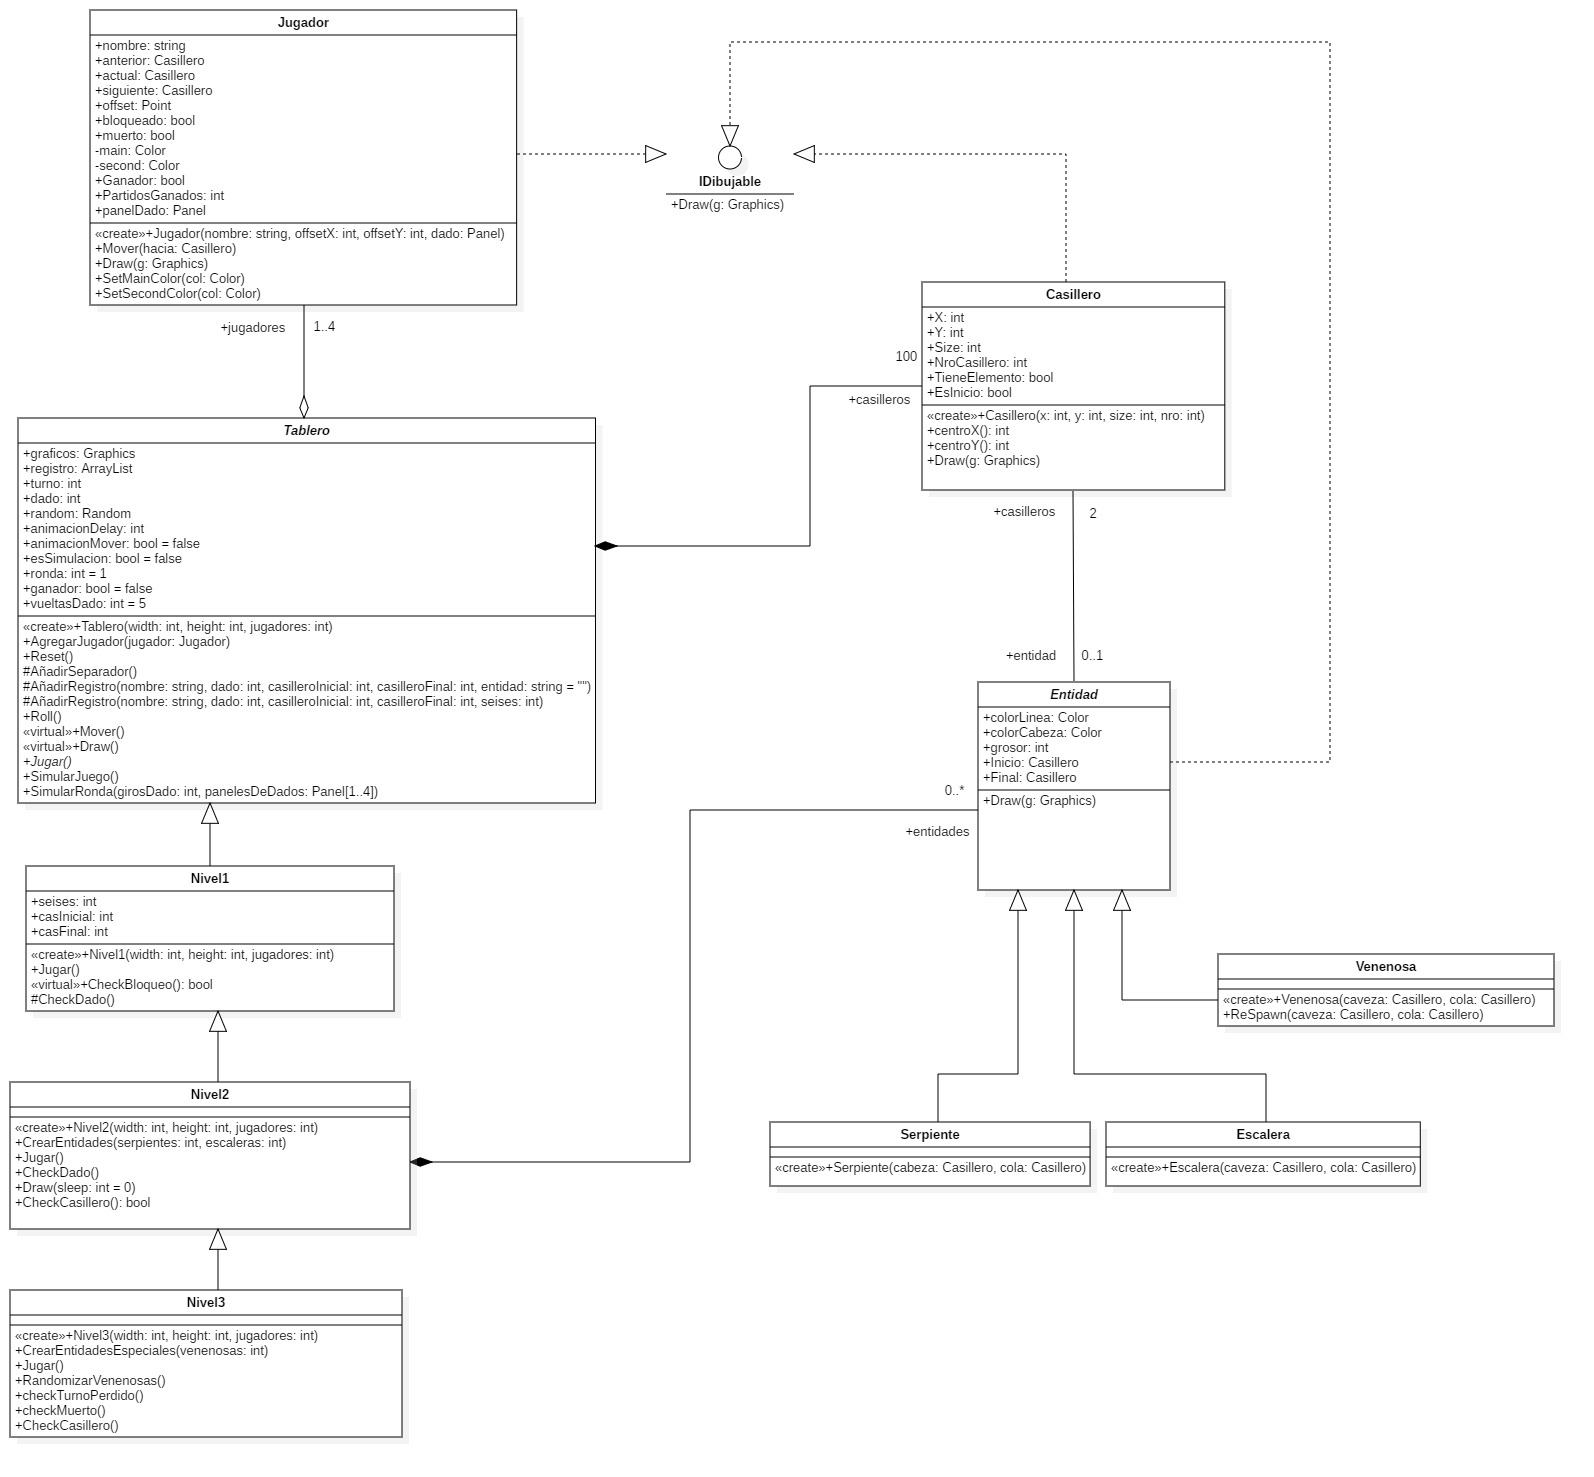 Jugador
+nombre: string
+anterior: Casillero
+actual: Casillero
+siguiente: Casillero
+offset: Point
+bloqueado: bool
+muerto: bool
-main: Color
-second: Color
+Ganador: bool
+PartidosGanados: int
+panelDado: Panel
«create»+Jugador(nombre: string, offsetX: int, offsetY: int, dado: Panel)
+Mover(hacia: Casillero)
+Draw(g: Graphics)
+SetMainColor(col: Color)
+SetSecondColor(col: Color)
IDibujable
+Draw(g: Graphics)
+jugadores
1..4
Casillero
+X: int
+Y: int
+Size: int
+NroCasillero: int
+TieneElemento: bool
+EsInicio: bool
«create»+Casillero(x: int, y: int, size: int, nro: int)
+centroX(): int
+centroY(): int
+Draw(g: Graphics)
100
+casilleros
Tablero
+graficos: Graphics
+registro: ArrayList
+turno: int
+dado: int
+random: Random
+animacionDelay: int
+animacionMover: bool = false
+esSimulacion: bool = false
+ronda: int = 1
+ganador: bool = false
+vueltasDado: int = 5
«create»+Tablero(width: int, height: int, jugadores: int)
+AgregarJugador(jugador: Jugador)
+Reset()
#AñadirSeparador()
#AñadirRegistro(nombre: string, dado: int, casilleroInicial: int, casilleroFinal: int, entidad: string = "")
#AñadirRegistro(nombre: string, dado: int, casilleroInicial: int, casilleroFinal: int, seises: int)
+Roll()
«virtual»+Mover()
«virtual»+Draw()
+Jugar()
+SimularJuego()
+SimularRonda(girosDado: int, panelesDeDados: Panel[1..4])
+casilleros
2
+entidad
0..1
Entidad
+colorLinea: Color
+colorCabeza: Color
+grosor: int
+Inicio: Casillero
+Final: Casillero
+Draw(g: Graphics)
0..*
+entidades
Nivel1
+seises: int
+casInicial: int
+casFinal: int
«create»+Nivel1(width: int, height: int, jugadores: int)
+Jugar()
«virtual»+CheckBloqueo(): bool
#CheckDado()
Venenosa
«create»+Venenosa(caveza: Casillero, cola: Casillero)
+ReSpawn(caveza: Casillero, cola: Casillero)
Nivel2
«create»+Nivel2(width: int, height: int, jugadores: int)
+CrearEntidades(serpientes: int, escaleras: int)
+Jugar()
+CheckDado()
+Draw(sleep: int = 0)
+CheckCasillero(): bool
Serpiente
«create»+Serpiente(cabeza: Casillero, cola: Casillero)
Escalera
«create»+Escalera(caveza: Casillero, cola: Casillero)
Nivel3
«create»+Nivel3(width: int, height: int, jugadores: int)
+CrearEntidadesEspeciales(venenosas: int)
+Jugar()
+RandomizarVenenosas()
+checkTurnoPerdido()
+checkMuerto()
+CheckCasillero()